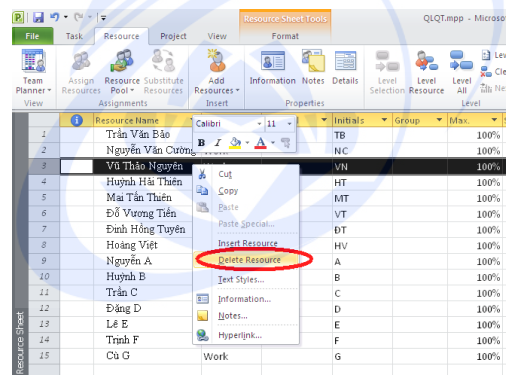 P
Resource Sheet Tools
QLQT.mpp - Microsof
File Task Resource Project View Format
Team Planner
Assign Resources
Resource Pool
Substitute Resources
Add Resources
Information
Notes
Details
Level Selection
Level Resource
Level All
Lev
Cle
Ne
View
Assignments
Insert
Properties
Level
Resource Name Initials Group Max.
Calibri 11
B I A
1 Trần Văn Bảo TB 100%
2 Nguyễn Văn Cường NC 100%
3 Vũ Thảo Nguyên VN 100%
4 Huỳnh Hải Thiên HT 100%
5 Mai Tấn Thiên MT 100%
6 Đỗ Vương Tiến VT 100%
7 Đinh Hồng Tuyên ĐT 100%
8 Hoàng Việt HV 100%
9 Nguyễn A A 100%
10 Huỳnh B B 100%
11 Trần C C 100%
12 Đặng D D 100%
13 Lê E E 100%
14 Trịnh F F 100%
15 Cù G Work G 100%
Cut
Copy
Paste
Paste Special...
Insert Resource
Delete Resource
Text Styles...
Information...
Notes...
Hyperlink...
Resource Sheet